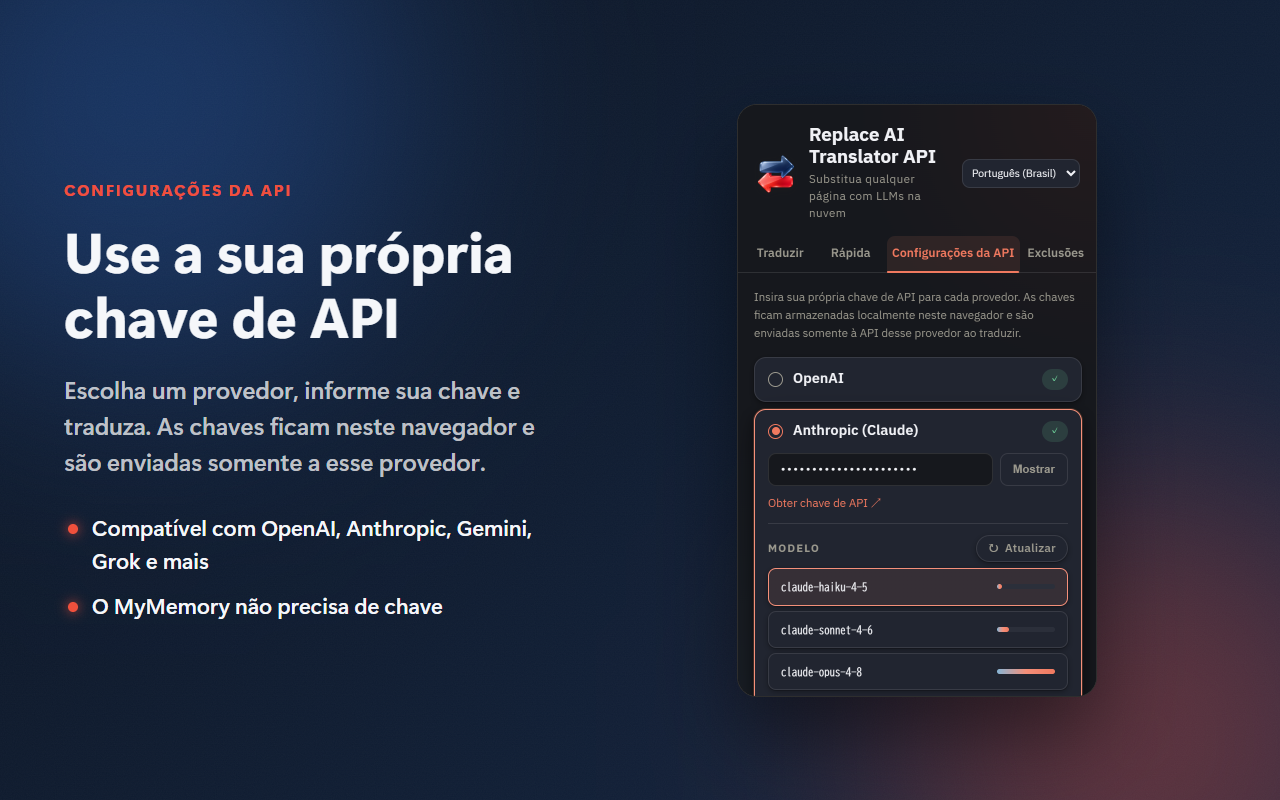 CONFIGURAÇÕES DA API
Use a sua própria
chave de API
Escolha um provedor, informe sua chave e
traduza. As chaves ficam neste navegador e
são enviadas somente a esse provedor.
Compatível com OpenAI, Anthropic, Gemini,
Grok e mais
O MyMemory não precisa de chave
Replace AI
Translator API
Substitua qualquer
página com LLMs na
nuvem
Português (Brasil)
Traduzir
Rápida
Configurações da API
Exclusões
Insira sua própria chave de API para cada provedor. As chaves
ficam armazenadas localmente neste navegador e são
enviadas somente à API desse provedor ao traduzir.
OpenAI
✓
Anthropic (Claude)
✓
••••••••••••••••••••••
Mostrar
Obter chave de API ↗
MODELO
↻ Atualizar
claude-haiku-4-5
claude-sonnet-4-6
claude-opus-4-8